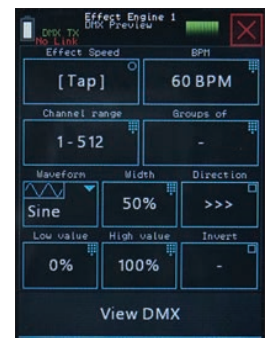 Effect Engine 1
DMX TX DMX Preview
No Link
Effect Speed BPM
[Tap] 60 BPM
Channel range Groups of
1-512 -
Waveform Width Direction
Sine 50% >>>
Low value High value Invert
0% 100% -
View DMX